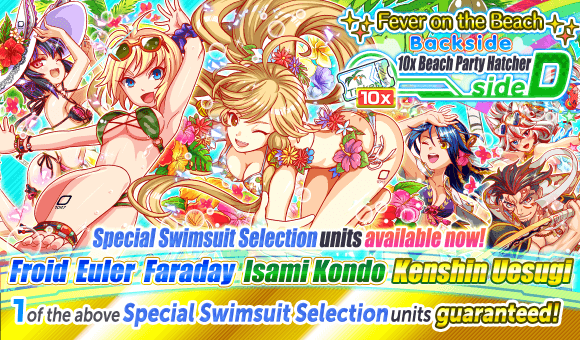 Fever on the Beach
Backside
10x Beach Party Hatcher
side D
10x
Special Swimsuit Selection units available now!
Froid Euler Faraday Isami Kondo Kenshin Uesugi
1 of the above Special Swimsuit Selection units guaranteed!